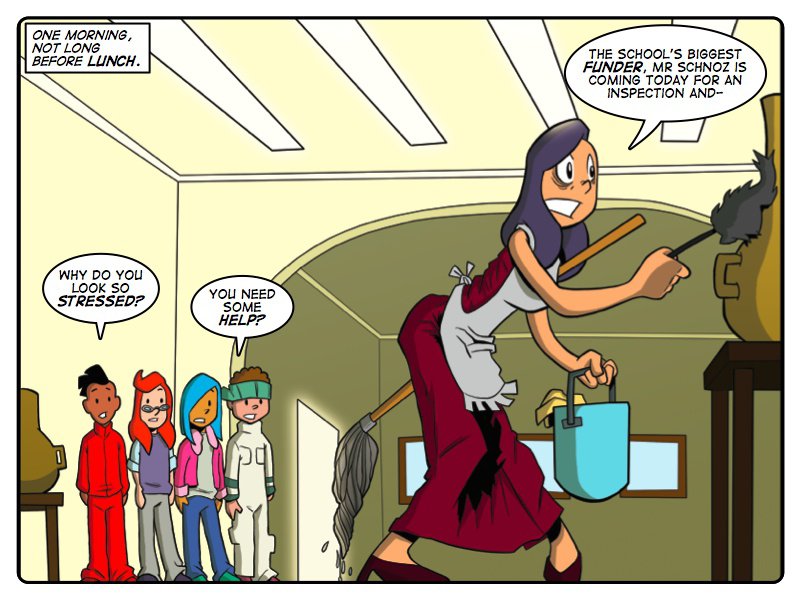 ONE MORNING,
NOT LONG
BEFORE LUNCH.
WHY DO YOU
LOOK SO
STRESSED?
YOU NEED
SOME
HELP?
THE SCHOOL'S BIGGEST
FUNDER, MR SCHNOZ IS
COMING TODAY FOR AN
INSPECTION AND-